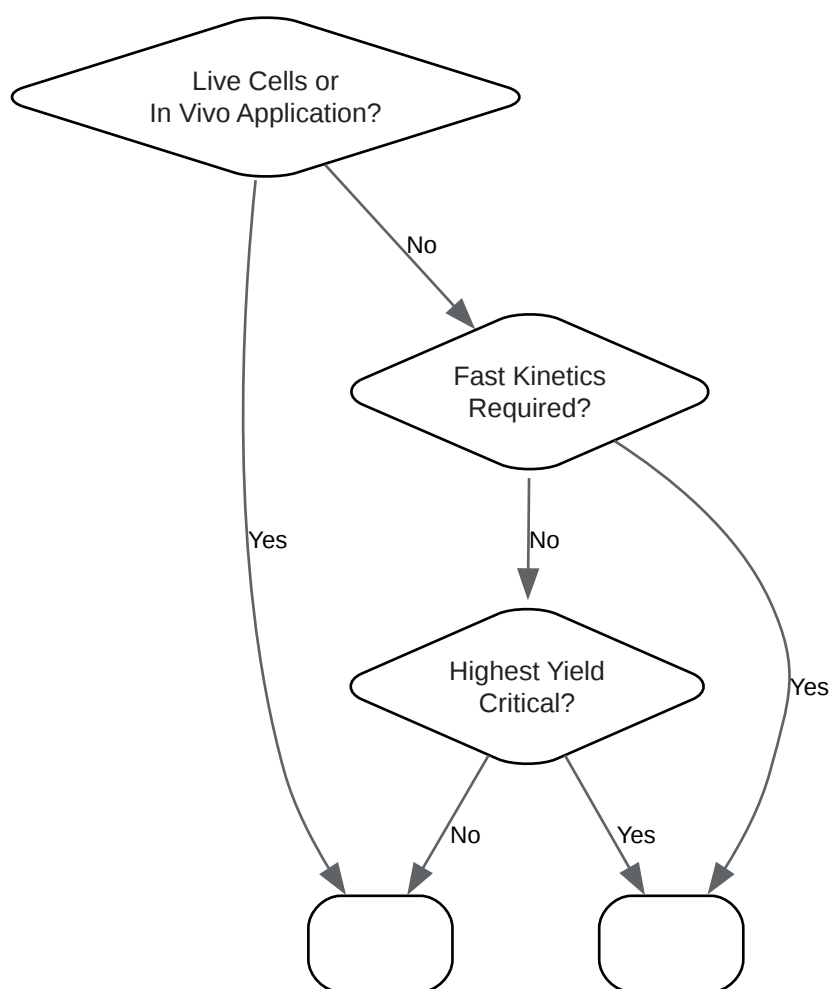 Live Cells or
In Vivo Application?
No
Fast Kinetics
Required?
Yes
No
Highest Yield
Critical?
Yes
No
Yes